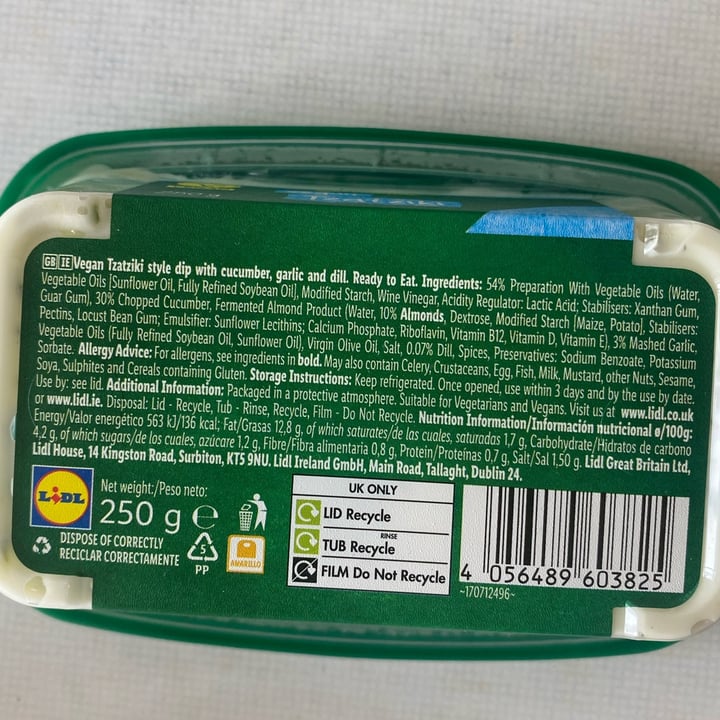 Tzatziki
GB IE Vegan Tzatziki style dip with cucumber, garlic and dill. Ready to Eat. Ingredients: 54% Preparation With Vegetable Oils (Water,
Vegetable Oils [Sunflower Oil, Fully Refined Soybean Oil], Modified Starch, Wine Vinegar, Acidity Regulator: Lactic Acid; Stabilisers: Xanthan Gum,
Guar Gum), 30% Chopped Cucumber, Fermented Almond Product (Water, 10% Almonds, Dextrose, Modified Starch [Maize, Potato], Stabilisers:
Pectins, Locust Bean Gum; Emulsifier: Sunflower Lecithins; Calcium Phosphate, Riboflavin, Vitamin B12, Vitamin D, Vitamin E), 3% Mashed Garlic,
Vegetable Oils (Fully Refined Soybean Oil, Sunflower Oil), Virgin Olive Oil, Salt, 0.07% Dill, Spices, Preservatives: Sodium Benzoate, Potassium
Sorbate. Allergy Advice: For allergens, see ingredients in bold. May also contain Celery, Crustaceans, Egg, Fish, Milk, Mustard, other Nuts, Sesame,
Soya, Sulphites and Cereals containing Gluten. Storage Instructions: Keep refrigerated. Once opened, use within 3 days and by the use by date.
Use by: see lid. Additional Information: Packaged in a protective atmosphere. Suitable for Vegetarians and Vegans. Visit us at www.lidl.co.uk
or www.lidl.ie. Disposal: Lid - Recycle, Tub - Rinse, Recycle, Film - Do Not Recycle. Nutrition Information/Información nutricional ø/100g:
Energy/Valor energético 563 kJ/136 kcal; Fat/Grasas 12,8 g, of which saturates/de las cuales, saturadas 1,7 g, Carbohydrate/Hidratos de carbono
4,2 g, of which sugars/de los cuales, azúcare 1,2 g, Fibre/Fibra alimentaria 0,8 g, Protein/Proteínas 0,7 g, Salt/Sal 1,50 g. Lidl Great Britain Ltd,
Lidl House, 14 Kingston Road, Surbiton, KT5 9NU. Lidl Ireland GmbH, Main Road, Tallaght, Dublin 24.
LIDL
Net weight:/Peso neto:
250 g ℮
DISPOSE OF CORRECTLY
RECICLAR CORRECTAMENTE
5
PP
AMARILLO
UK ONLY
LID Recycle
RINSE
TUB Recycle
FILM Do Not Recycle
4 056489 603825
~170712496~